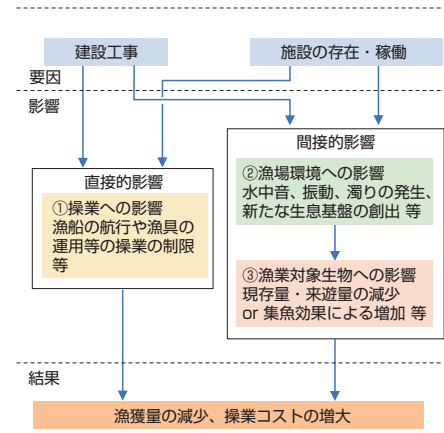 建設工事
施設の存在・稼働
要因
影響
直接的影響
①操業への影響
漁船の航行や漁具の
運用等の操業の制限
等
間接的影響
②漁場環境への影響
水中音、振動、濁りの発生、
新たな生息基盤の創出 等
③漁業対象生物への影響
現存量・来遊量の減少
or 集魚効果による増加 等
結果
漁獲量の減少、操業コストの増大